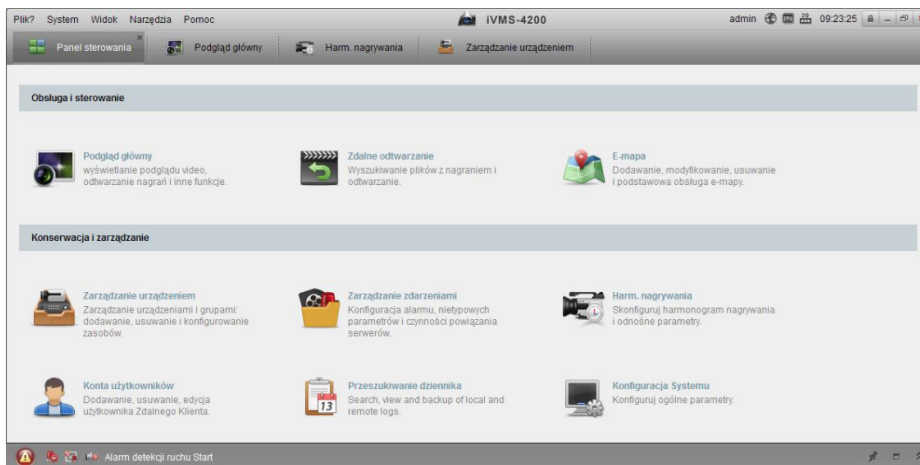 Plik? System Widok Narzędzia Pomoc iVMS-4200 admin 09:23:25
Panel sterowania Podgląd główny Harm. nagrywania Zarządzanie urządzeniem
Obsługa i sterowanie
Podgląd główny
wyświetlanie podglądu video,
odtwarzanie nagrań i inne funkcje.
Zdalne odtwarzanie
Wyszukiwanie plików z nagraniem i
odtwarzanie.
E-mapa
Dodawanie, modyfikowanie, usuwanie
i podstawowa obsługa e-mapy.
Konserwacja i zarządzanie
Zarządzanie urządzeniem
Zarządzanie urządzeniami i grupami:
dodawanie, usuwanie i konfigurowanie
zasobów.
Zarządzanie zdarzeniami
Konfiguracja alarmu, nietypowych
parametrów i czynności powiązania
serwerów.
Harm. nagrywania
Skonfiguruj harmonogram nagrywania
i odnośne parametry.
Konta użytkowników
Dodawanie, usuwanie, edycja
użytkownika Zdalnego Klienta.
13
Przeszukiwanie dziennika
Search, view and backup of local and
remote logs.
Konfiguracja Systemu
Konfiguruj ogólne parametry.
Alarm detekcji ruchu Start